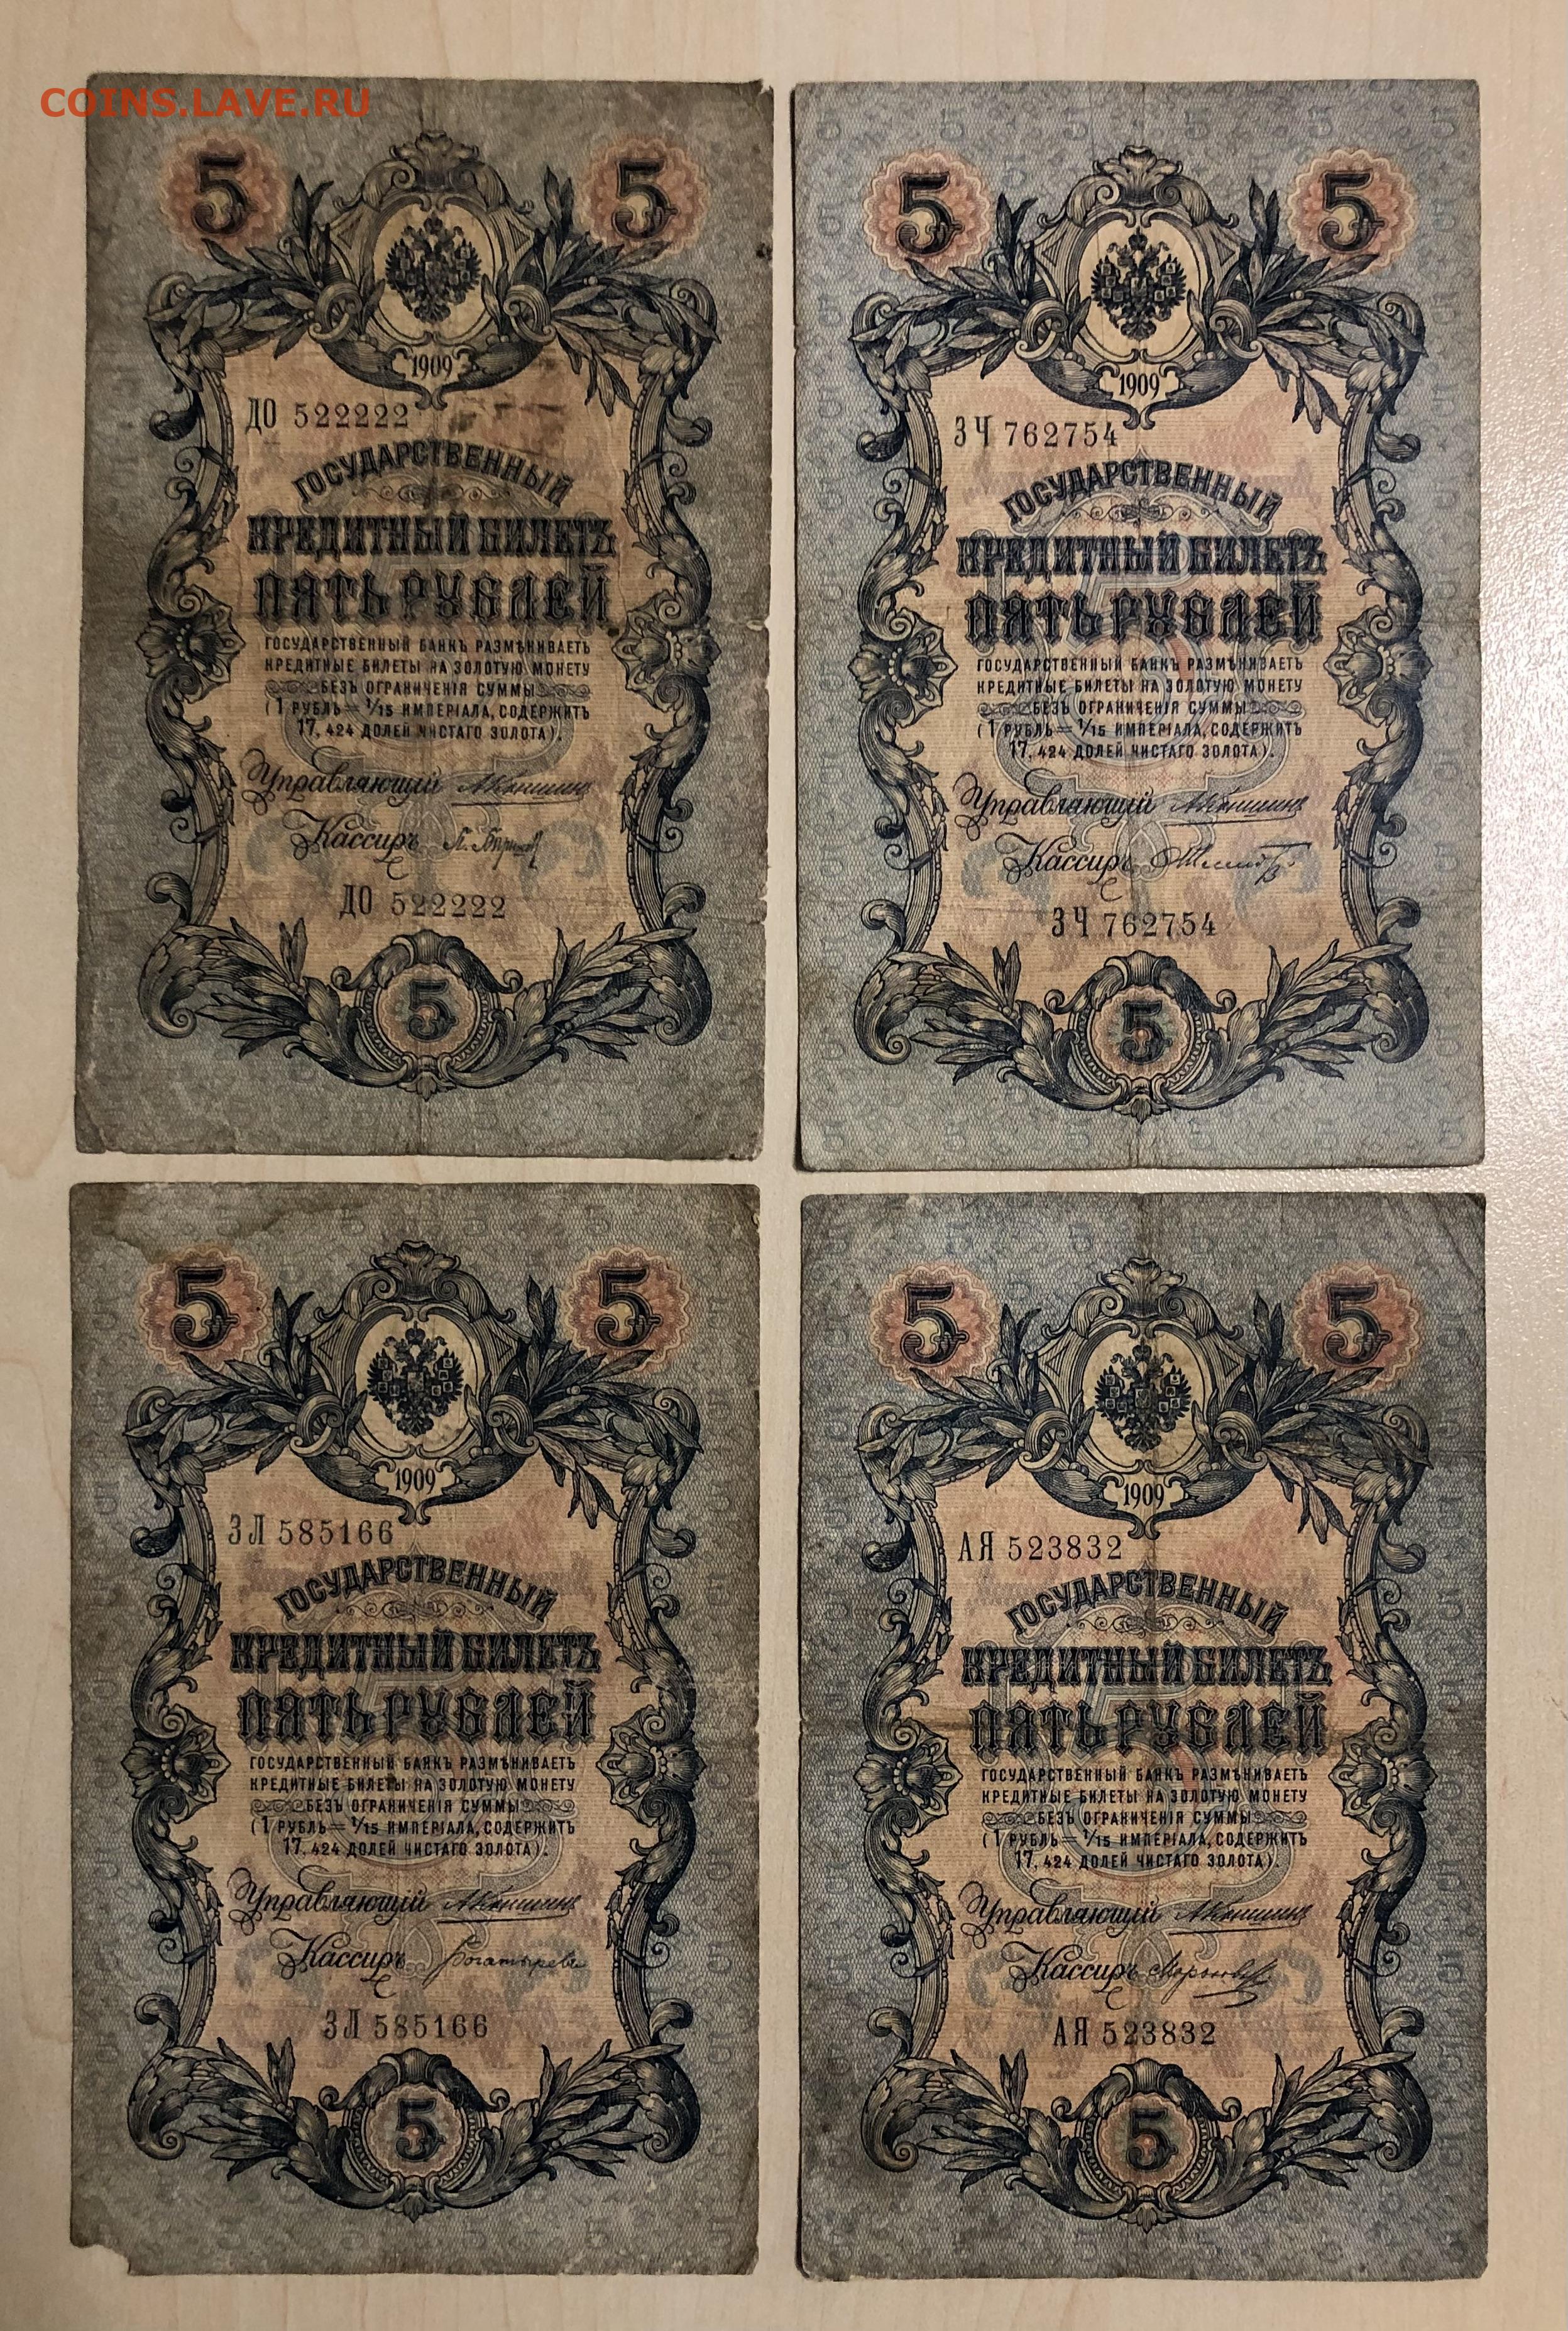 COINS.LAVE.RU
5 5
1909
ДО 522222
ГОСУДАРСТВЕННЫЙ
КРЕДИТНЫЙ БИЛЕТЪ
ПЯТЬ РУБЛЕЙ
ГОСУДАРСТВЕННЫЙ БАНКЪ РАЗМѢНИВАЕТЪ
КРЕДИТНЫЕ БИЛЕТЫ НА ЗОЛОТУЮ МОНЕТУ
БЕЗЪ ОГРАНИЧЕНІЯ СУММЫ
(1 РУБЛЬ = 1/15 ИМПЕРІАЛА, СОДЕРЖИТЪ
17,424 ДОЛЕЙ ЧИСТАГО ЗОЛОТА).
Управляющій
Кассиръ
ДО 522222
5
5 5
1909
ЗЧ 762754
ГОСУДАРСТВЕННЫЙ
КРЕДИТНЫЙ БИЛЕТЪ
ПЯТЬ РУБЛЕЙ
ГОСУДАРСТВЕННЫЙ БАНКЪ РАЗМѢНИВАЕТЪ
КРЕДИТНЫЕ БИЛЕТЫ НА ЗОЛОТУЮ МОНЕТУ
БЕЗЪ ОГРАНИЧЕНІЯ СУММЫ
(1 РУБЛЬ = 1/15 ИМПЕРІАЛА, СОДЕРЖИТЪ
17,424 ДОЛЕЙ ЧИСТАГО ЗОЛОТА).
Управляющій
Кассиръ
ЗЧ 762754
5
5 5
1909
ЗЛ 585166
ГОСУДАРСТВЕННЫЙ
КРЕДИТНЫЙ БИЛЕТЪ
ПЯТЬ РУБЛЕЙ
ГОСУДАРСТВЕННЫЙ БАНКЪ РАЗМѢНИВАЕТЪ
КРЕДИТНЫЕ БИЛЕТЫ НА ЗОЛОТУЮ МОНЕТУ
БЕЗЪ ОГРАНИЧЕНІЯ СУММЫ
(1 РУБЛЬ = 1/15 ИМПЕРІАЛА, СОДЕРЖИТЪ
17,424 ДОЛЕЙ ЧИСТАГО ЗОЛОТА).
Управляющій
Кассиръ
ЗЛ 585166
5
5 5
1909
АЯ 523832
ГОСУДАРСТВЕННЫЙ
КРЕДИТНЫЙ БИЛЕТЪ
ПЯТЬ РУБЛЕЙ
ГОСУДАРСТВЕННЫЙ БАНКЪ РАЗМѢНИВАЕТЪ
КРЕДИТНЫЕ БИЛЕТЫ НА ЗОЛОТУЮ МОНЕТУ
БЕЗЪ ОГРАНИЧЕНІЯ СУММЫ
(1 РУБЛЬ = 1/15 ИМПЕРІАЛА, СОДЕРЖИТЪ
17,424 ДОЛЕЙ ЧИСТАГО ЗОЛОТА).
Управляющій
Кассиръ
АЯ 523832
5